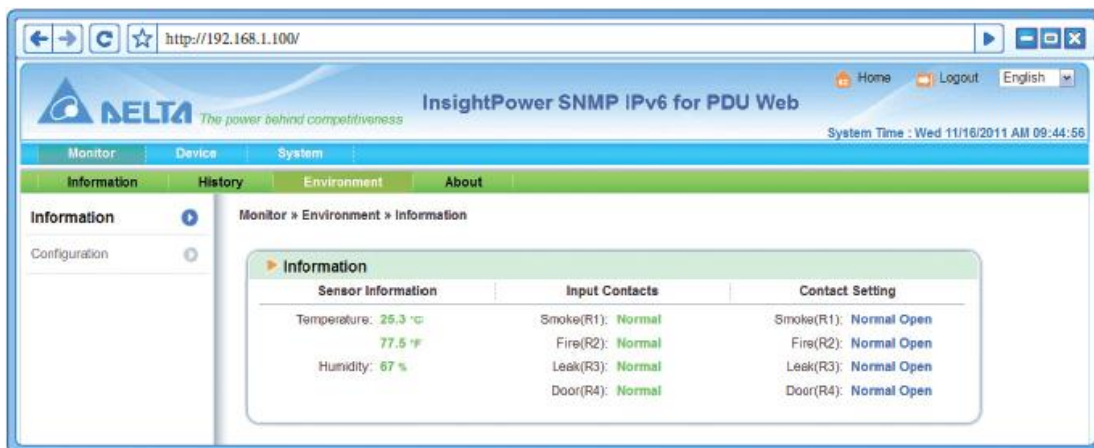 http://192.168.1.100/
Home Logout English
DELTA The power behind competitiveness
InsightPower SNMP IPv6 for PDU Web
System Time : Wed 11/16/2011 AM 09:44:56
Monitor Device System
Information History Environment About
Information
Configuration
Monitor » Environment » Information
Information
Sensor Information Input Contacts Contact Setting
Temperature: 25.3 °C Smoke(R1): Normal Smoke(R1): Normal Open
77.5 °F Fire(R2): Normal Fire(R2): Normal Open
Humidity: 67 % Leak(R3): Normal Leak(R3): Normal Open
Door(R4): Normal Door(R4): Normal Open